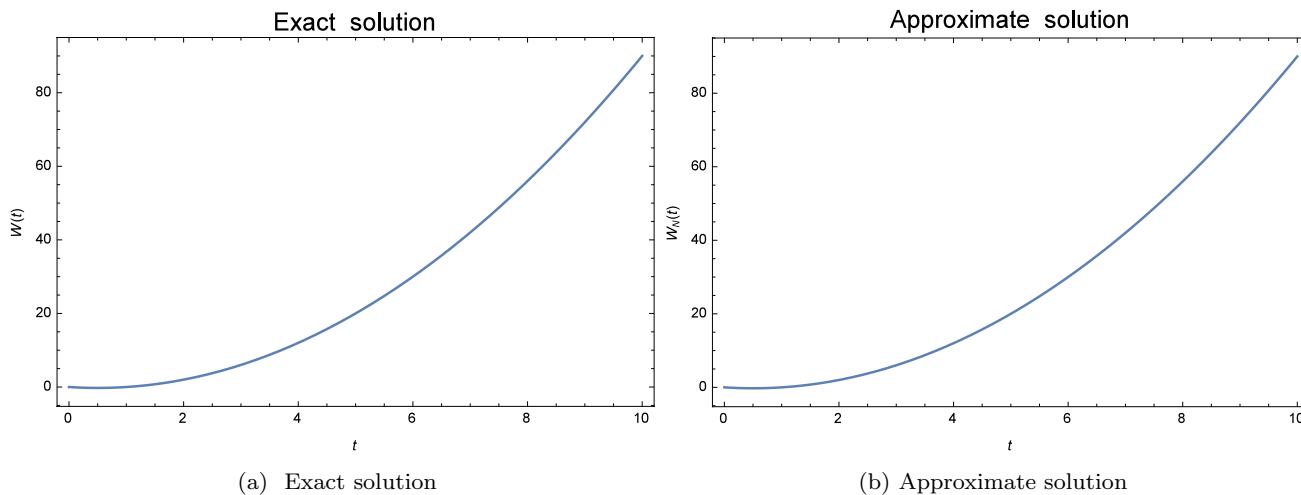 Exact solution
80
60
40
20
0
W(t)
0 2 4 6 8 10
t
(a) Exact solution
Approximate solution
80
60
40
20
0
W_N(t)
0 2 4 6 8 10
t
(b) Approximate solution